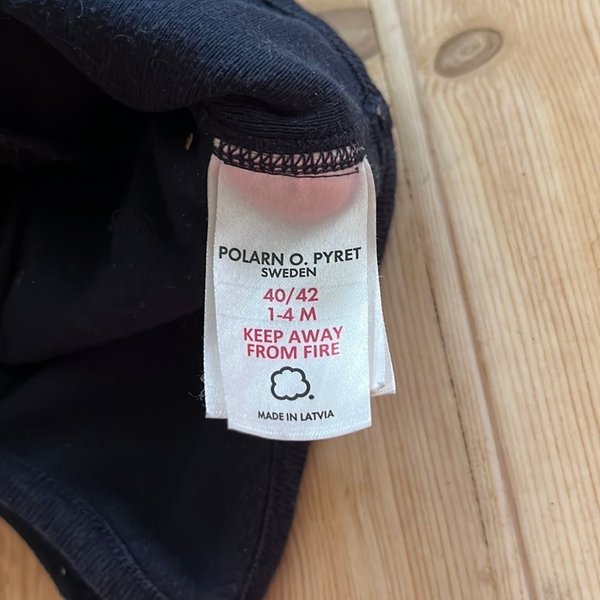 POLARN O. PYRET
SWEDEN
40/42
1-4 M
KEEP AWAY
FROM FIRE
MADE IN LATVIA